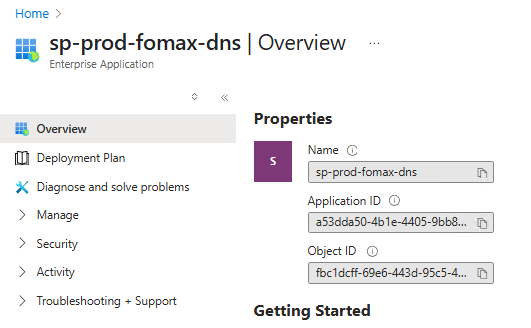 Home
sp-prod-fomax-dns | Overview ...
Enterprise Application
Overview
Deployment Plan
Diagnose and solve problems
Manage
Security
Activity
Troubleshooting + Support
Properties
S
Name
sp-prod-fomax-dns
Application ID
a53dda50-4b1e-4405-9bb8...
Object ID
fbc1dcff-69e6-443d-95c5-4...
Getting Started